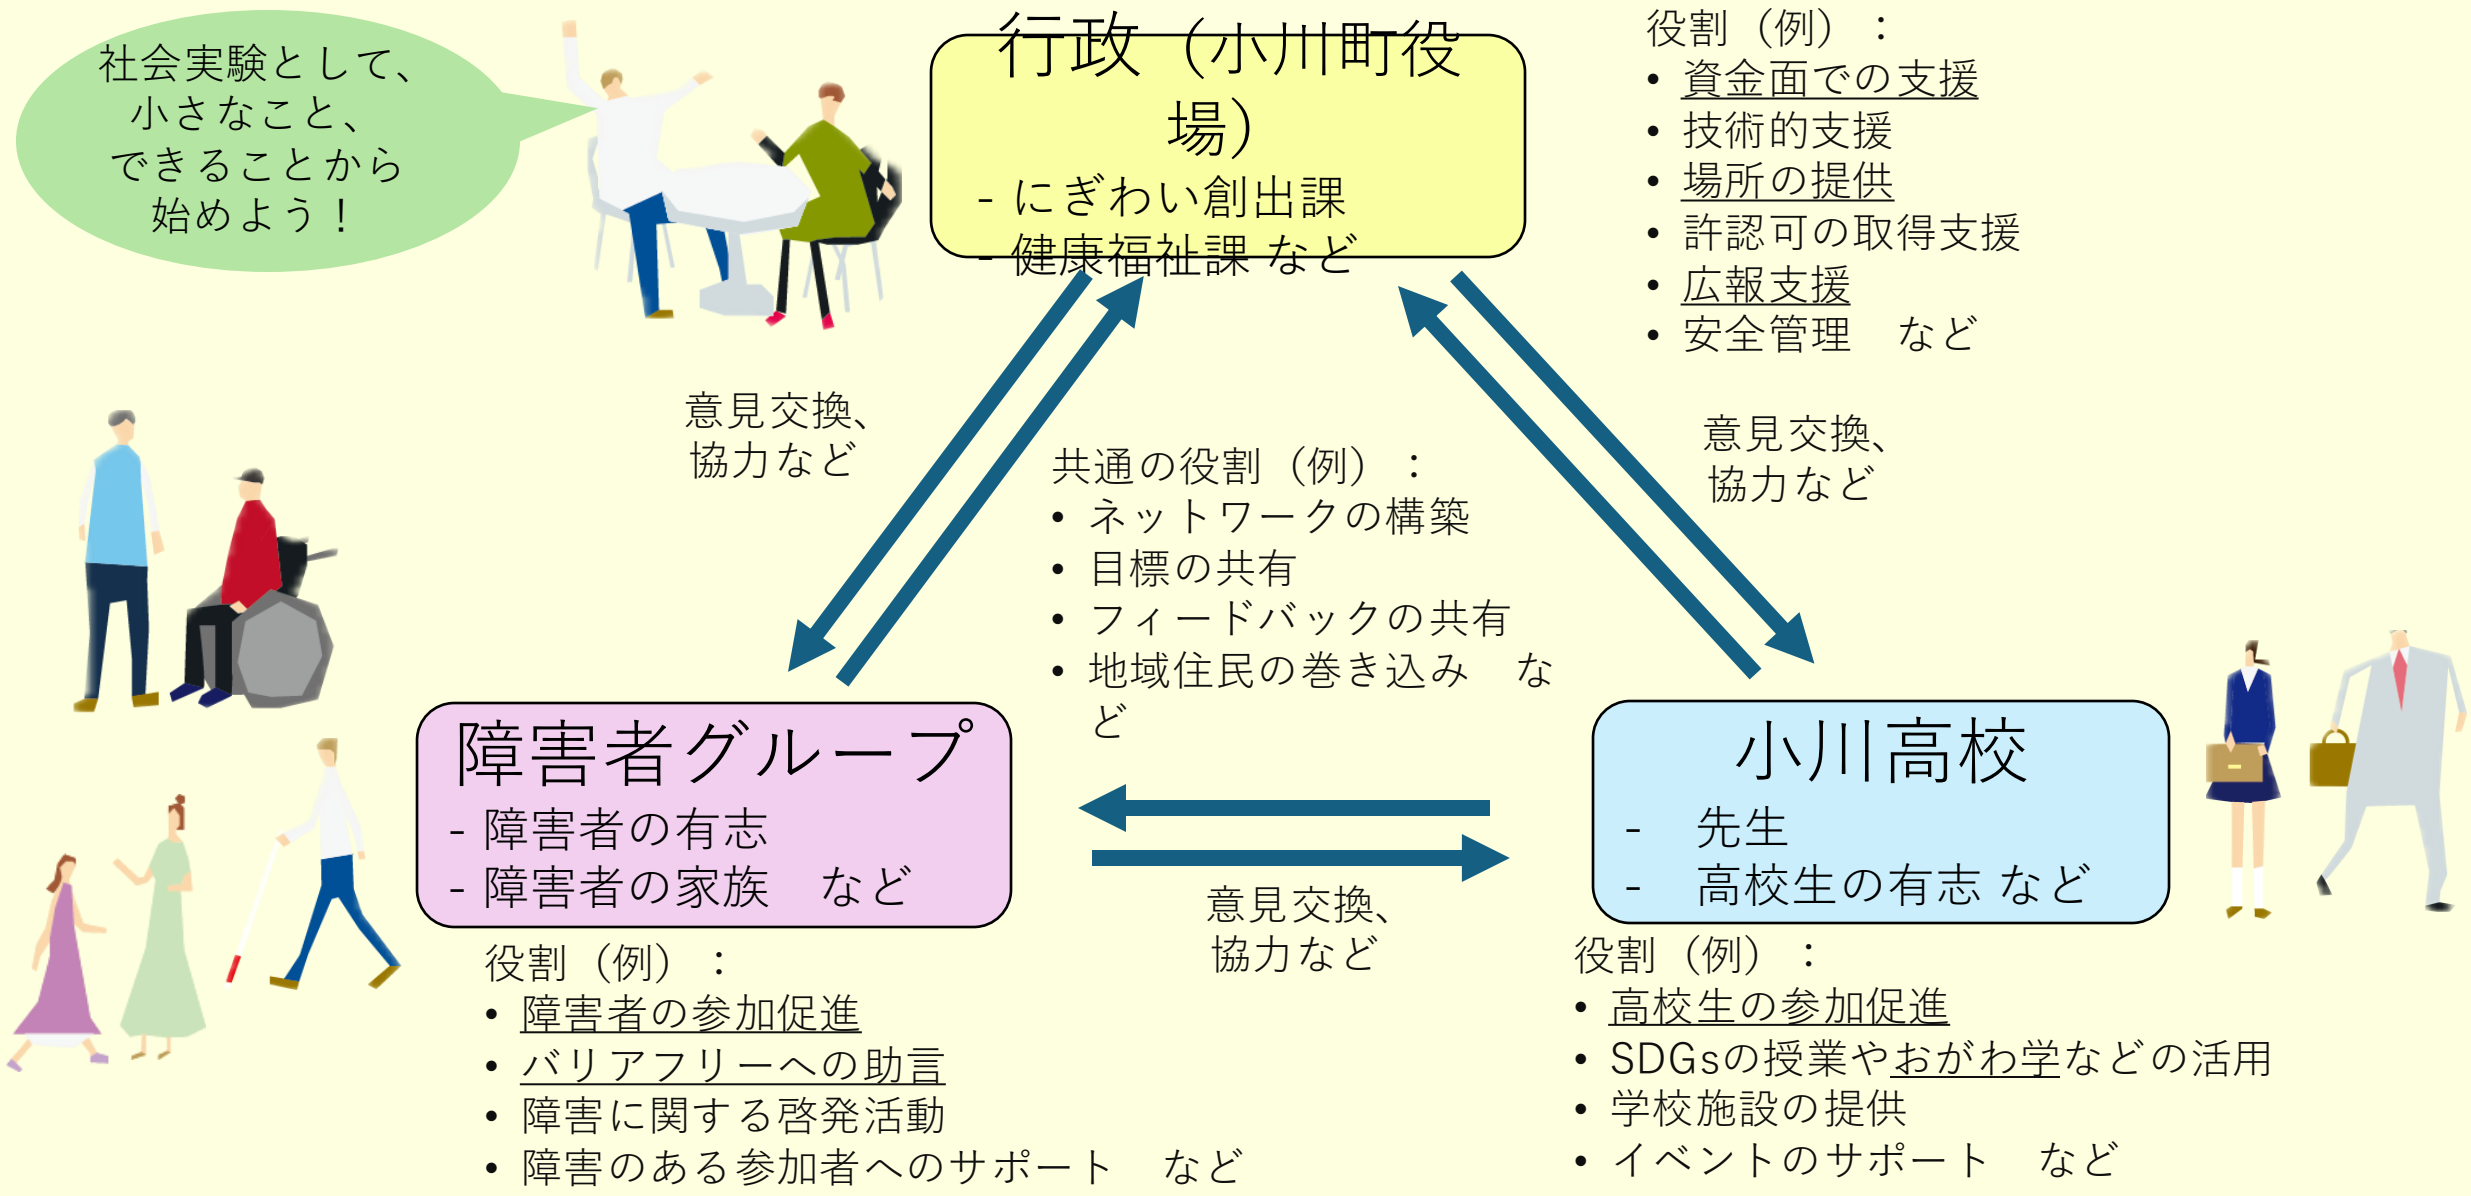 社会実験として、
小さなこと、
できることから
始めよう！
行政（小川町役
場）
- にぎわい創出課
- 健康福祉課 など
役割（例）：
• 資金面での支援
• 技術的支援
• 場所の提供
• 許認可の取得支援
• 広報支援
• 安全管理　など
意見交換、
協力など
意見交換、
協力など
共通の役割（例）：
• ネットワークの構築
• 目標の共有
• フィードバックの共有
• 地域住民の巻き込み　な
ど
障害者グループ
- 障害者の有志
- 障害者の家族　など
役割（例）：
• 障害者の参加促進
• バリアフリーへの助言
• 障害に関する啓発活動
• 障害のある参加者へのサポート　など
意見交換、
協力など
小川高校
-　先生
-　高校生の有志 など
役割（例）：
• 高校生の参加促進
• SDGsの授業やおがわ学などの活用
• 学校施設の提供
• イベントのサポート　など